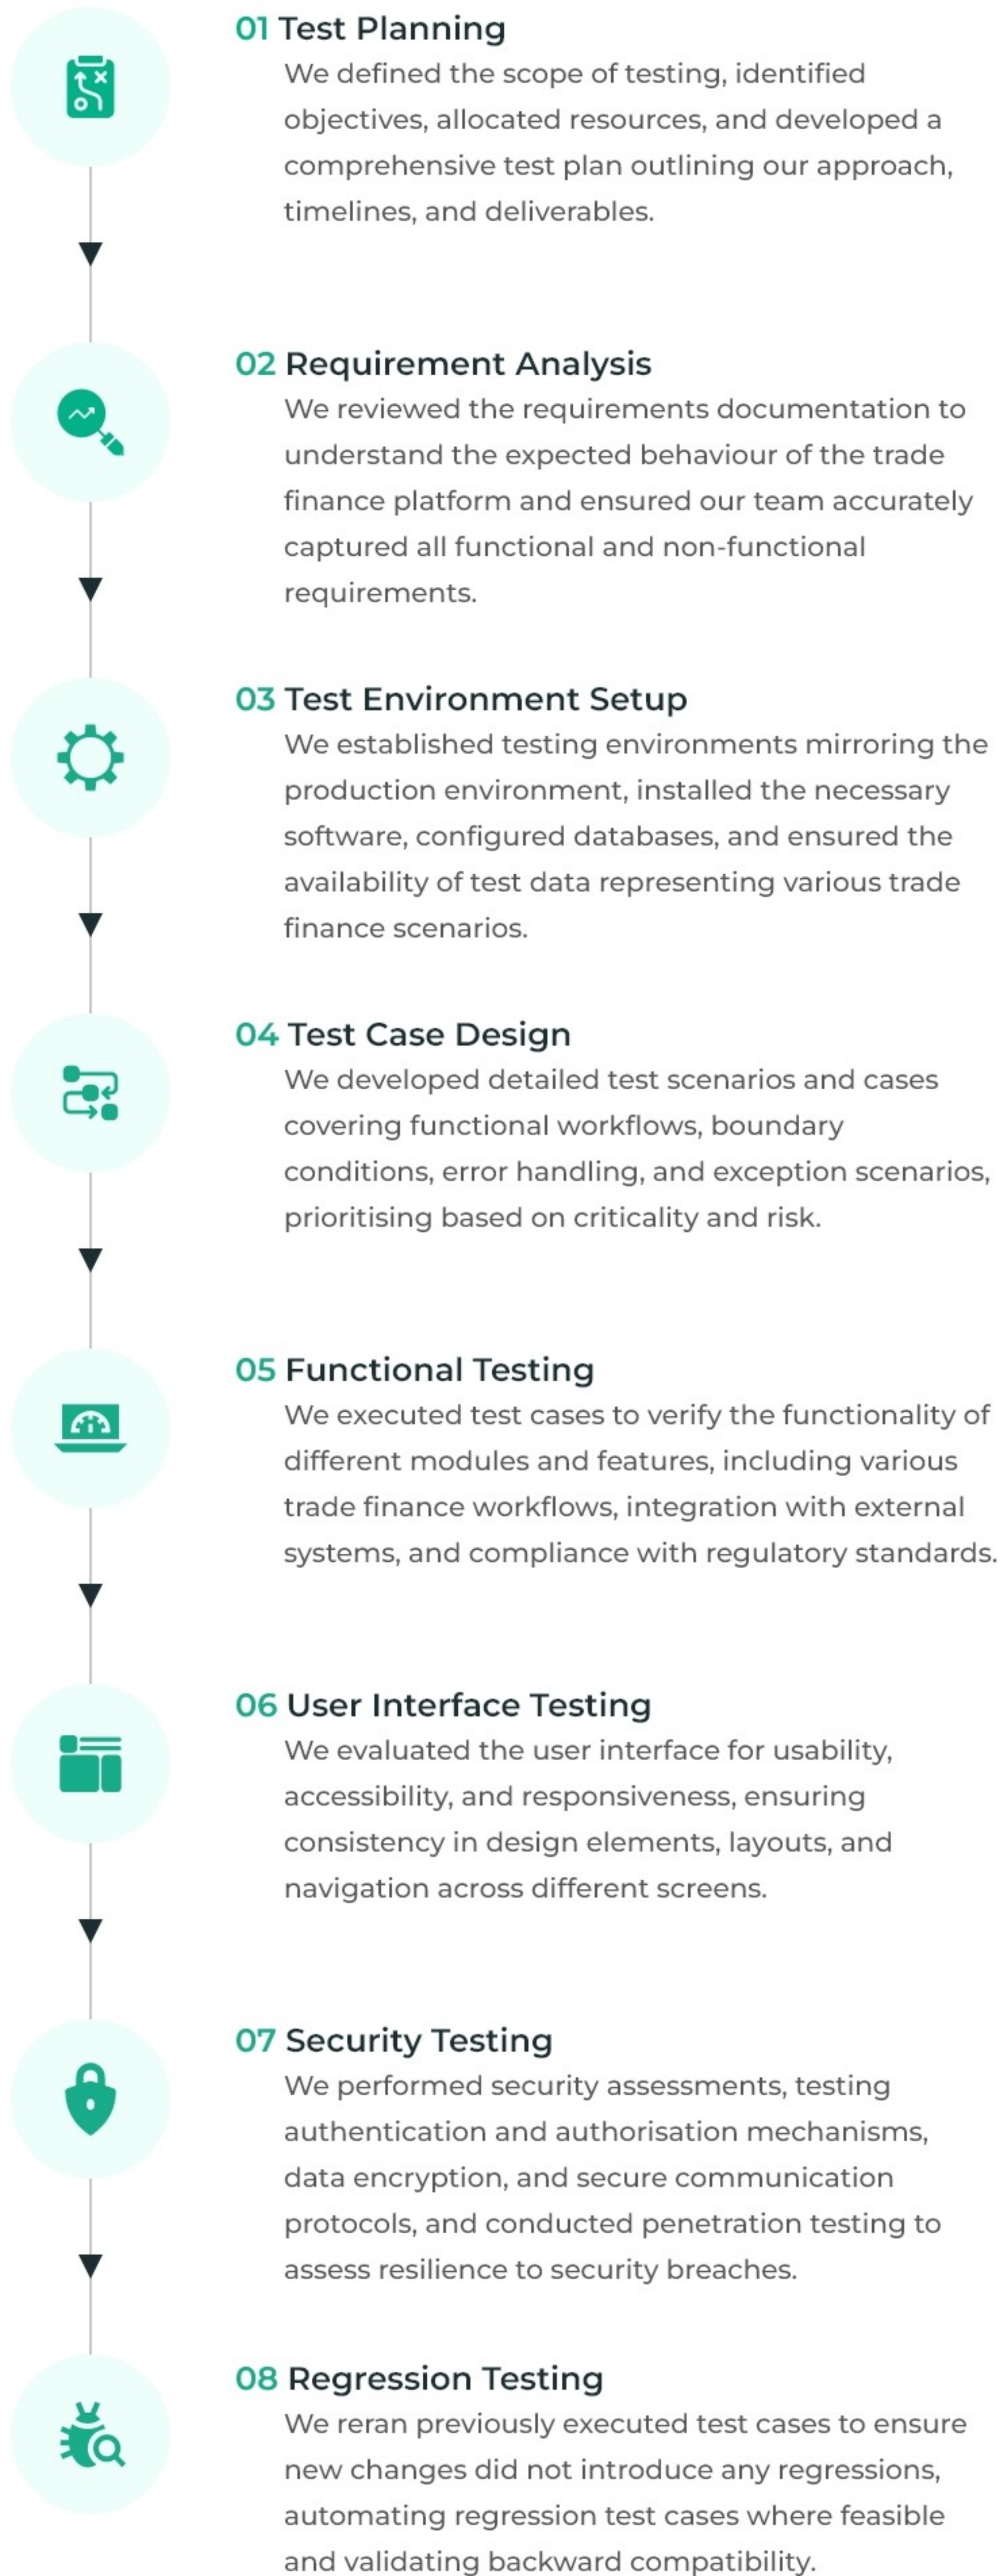 01 Test Planning
We defined the scope of testing, identified
objectives, allocated resources, and developed a
comprehensive test plan outlining our approach,
timelines, and deliverables.
02 Requirement Analysis
We reviewed the requirements documentation to
understand the expected behaviour of the trade
finance platform and ensured our team accurately
captured all functional and non-functional
requirements.
03 Test Environment Setup
We established testing environments mirroring the
production environment, installed the necessary
software, configured databases, and ensured the
availability of test data representing various trade
finance scenarios.
04 Test Case Design
We developed detailed test scenarios and cases
covering functional workflows, boundary
conditions, error handling, and exception scenarios,
prioritising based on criticality and risk.
05 Functional Testing
We executed test cases to verify the functionality of
different modules and features, including various
trade finance workflows, integration with external
systems, and compliance with regulatory standards.
06 User Interface Testing
We evaluated the user interface for usability,
accessibility, and responsiveness, ensuring
consistency in design elements, layouts, and
navigation across different screens.
07 Security Testing
We performed security assessments, testing
authentication and authorisation mechanisms,
data encryption, and secure communication
protocols, and conducted penetration testing to
assess resilience to security breaches.
08 Regression Testing
We reran previously executed test cases to ensure
new changes did not introduce any regressions,
automating regression test cases where feasible
and validating backward compatibility.